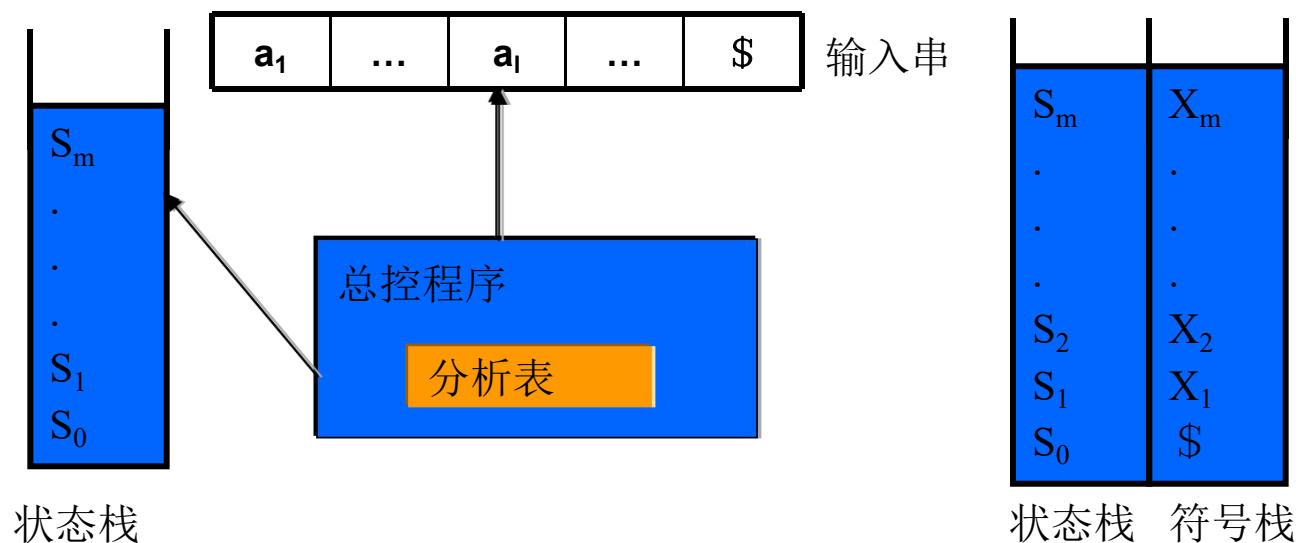 a₁ … aₗ … $ 输入串
Sₘ
.
.
.
S₁
S₀
状态栈
总控程序
分析表
Sₘ Xₘ
. .
. .
. .
S₂ X₂
S₁ X₁
S₀ $
状态栈 符号栈